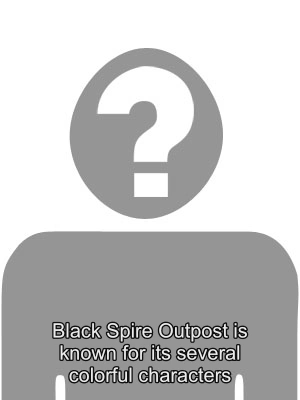 ?
Black Spire Outpost is
known for its several
colorful characters